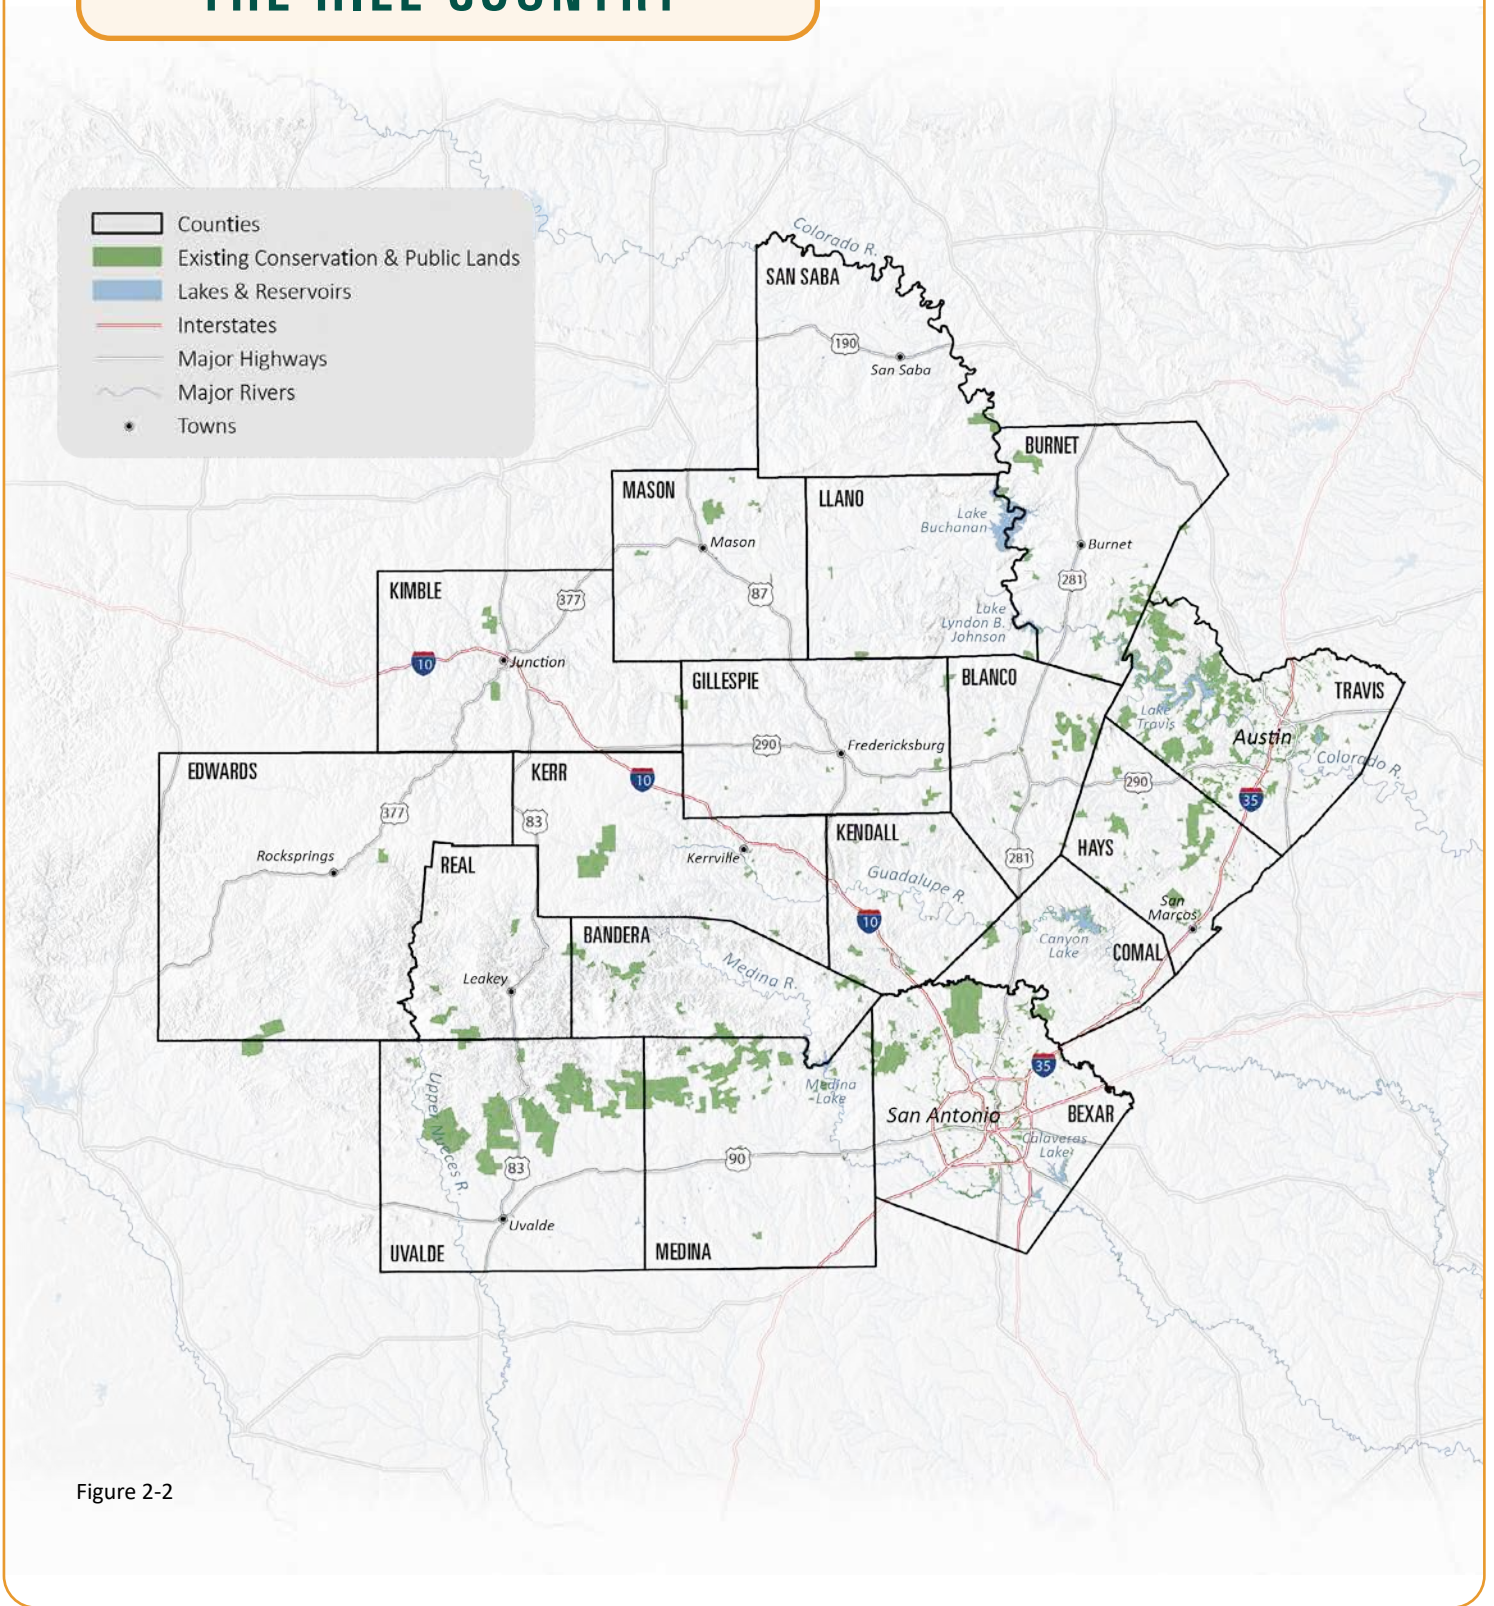 THE HILL COUNTRY
Counties
Existing Conservation & Public Lands
Lakes & Reservoirs
Interstates
Major Highways
Major Rivers
Towns
Colorado R.
SAN SABA
190
San Saba
BURNET
MASON
LLANO
Lake
Buchanan
Mason
Burnet
KIMBLE
377
87
281
Lake
Lyndon B.
Johnson
10
Junction
GILLESPIE
BLANCO
TRAVIS
Lake
Travis
Austin
290
Fredericksburg
Colorado R.
EDWARDS
KERR
10
290
35
377
83
KENDALL
HAYS
Rocksprings
REAL
Kerrville
281
Guadalupe R.
San
Marcos
10
BANDERA
Canyon
Lake
COMAL
Medina R.
Leakey
35
Upper Nueces R.
Medina
Lake
San Antonio
BEXAR
Calaveras
Lake
90
83
Uvalde
UVALDE
MEDINA
Figure 2-2